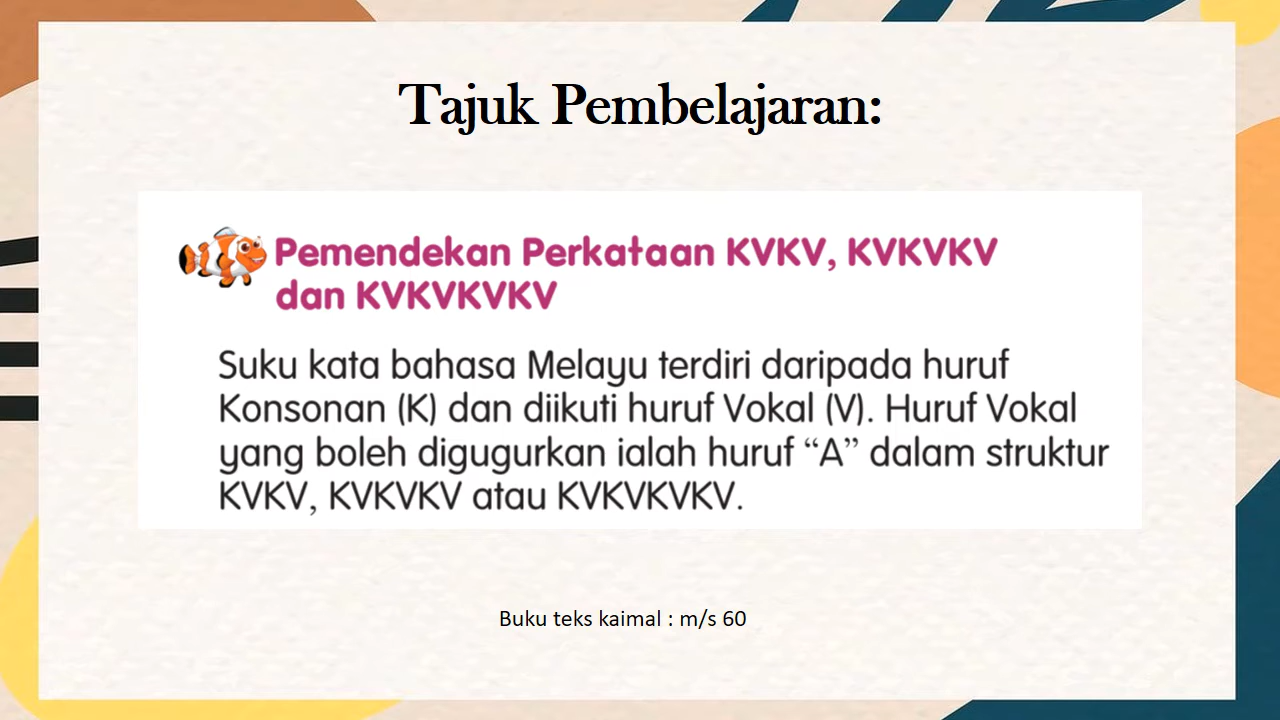 Tajuk Pembelajaran:
Pemendekan Perkataan KVKV, KVKVKV
dan KVKVKVKV
Suku kata bahasa Melayu terdiri daripada huruf
Konsonan (K) dan diikuti huruf Vokal (V). Huruf Vokal
yang boleh digugurkan ialah huruf “A” dalam struktur
KVKV, KVKVKV atau KVKVKVKV.
Buku teks kaimal : m/s 60